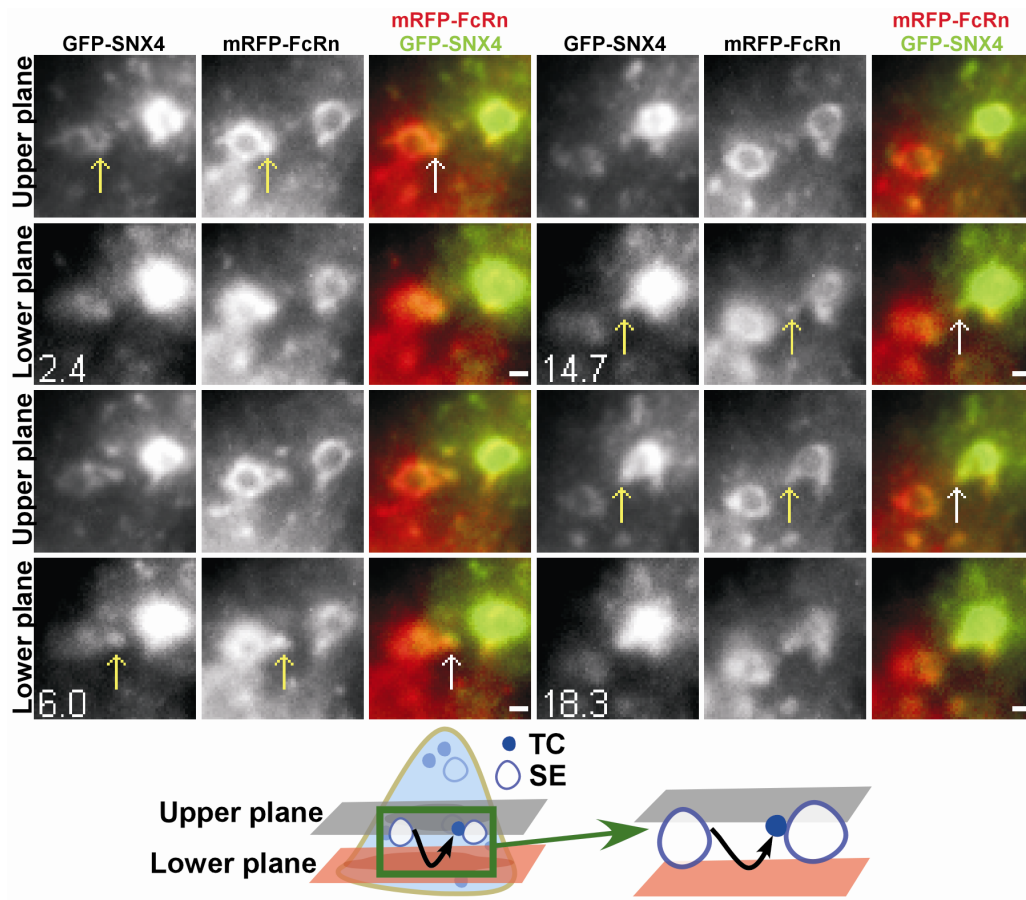 mRFP-FcRn mRFP-FcRn
GFP-SNX4 mRFP-FcRn GFP-SNX4 GFP-SNX4 mRFP-FcRn GFP-SNX4
Upper plane
Lower plane
2.4 14.7
Upper plane
Lower plane
6.0 18.3
TC
SE
Upper plane
Lower plane